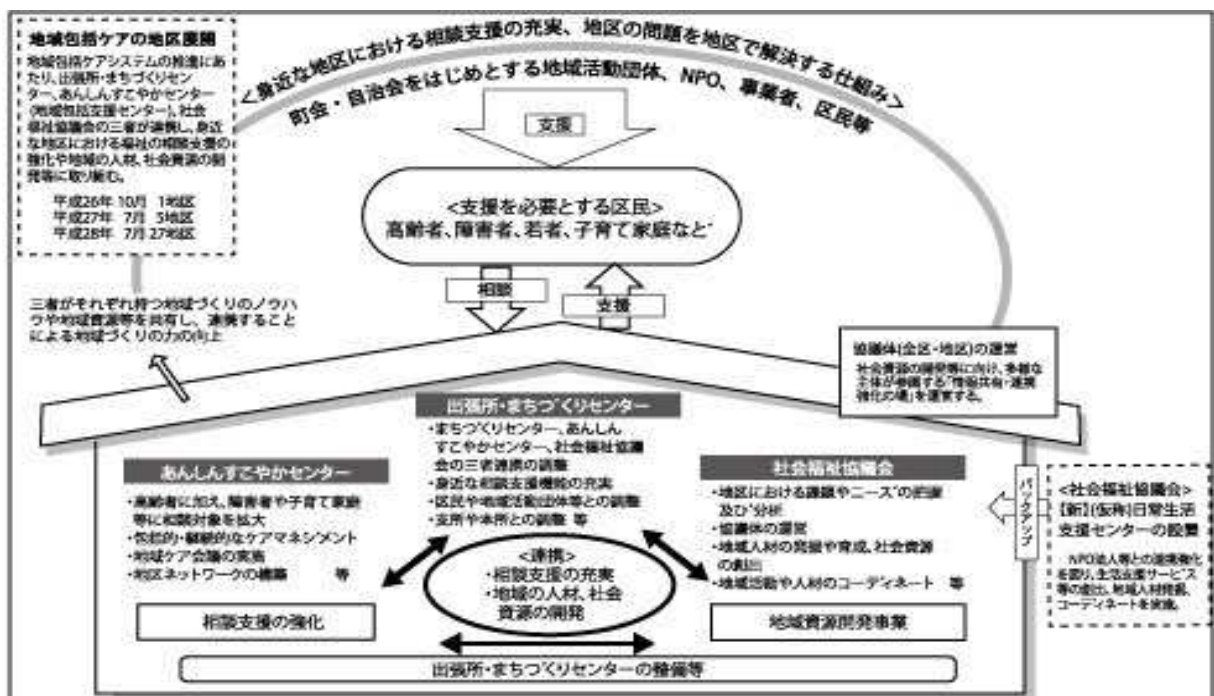 地域包括ケアの地区展開
地域包括ケアシステムの推進にあ
たり、出張所・まちづくりセン
ター、あんしんすこやかセンター
(地域包括支援センター)、社会
福祉協議会の三者が連携し、身近
な地区における福祉の相談支援の
強化や地域の人材、社会資源の開
発等に取り組む。
平成26年10月 1地区
平成27年 7月 5地区
平成28年 7月 27地区
<身近な地区における相談支援の充実、地区の問題を地区で解決する仕組み>
町会・自治会をはじめとする地域活動団体、NPO、事業者、区民等
支援
<支援を必要とする区民>
高齢者、障害者、若者、子育て家庭など
相談
支援
三者がそれぞれ持つ地域づくりのノウハ
ウや地域資源等を共有し、連携すること
による地域づくりの力の向上
協議体(全区・地区)の運営
社会資源の開発等に向け、多様な
主体が参画する「情報共有・連携
強化の場」を運営する。
出張所・まちづくりセンター
・まちづくりセンター、あんしん
すこやかセンター、社会福祉協議
会の三者連携の調整
・身近な相談支援機能の充実
・区民や地域活動団体等との調整
・支所や本所との調整 等
あんしんすこやかセンター
・高齢者に加え、障害者や子育て家庭
等に相談対象を拡大
・包括的・継続的なケアマネジメント
・地域ケア会議の実施
・地区ネットワークの構築 等
相談支援の強化
<連携>
・相談支援の充実
・地域の人材、社会
資源の開発
社会福祉協議会
・地区における課題やニーズの把握
及び分析
・協議体の運営
・地域人材の発掘や育成、社会資源
の創出
・地域活動や人材のコーディネート 等
地域資源開発事業
出張所・まちづくりセンターの整備等
バックアップ
<社会福祉協議会>
【新】(仮称)日常生活
支援センターの設置
NPO法人等との連携強化
を図り、生活支援サービス
等の創出、地域人材発掘、
コーディネートを実施。